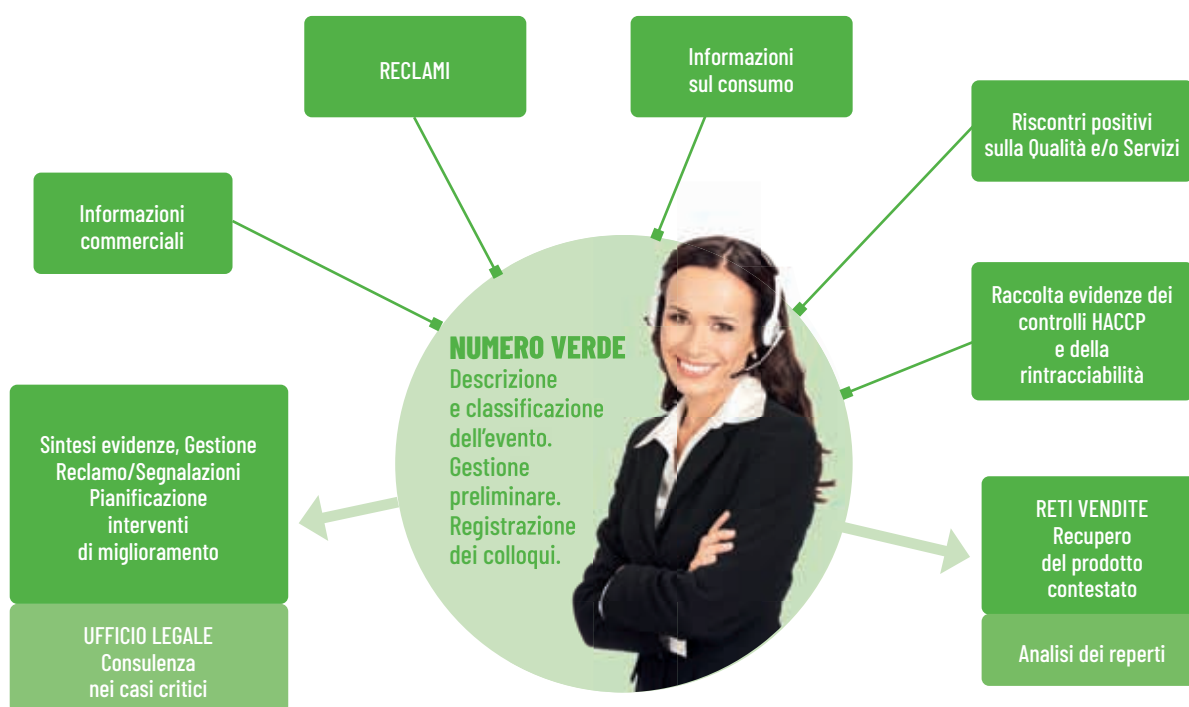 RECLAMI
Informazioni
sul consumo
Riscontri positivi
sulla Qualità e/o Servizi
Informazioni
commerciali
Raccolta evidenze dei
controlli HACCP
e della
rintracciabilità
NUMERO VERDE
Descrizione
e classificazione
dell'evento.
Gestione
preliminare.
Registrazione
dei colloqui.
Sintesi evidenze, Gestione
Reclamo/Segnalazioni
Pianificazione
interventi
di miglioramento
UFFICIO LEGALE
Consulenza
nei casi critici
RETI VENDITE
Recupero
del prodotto
contestato
Analisi dei reperti